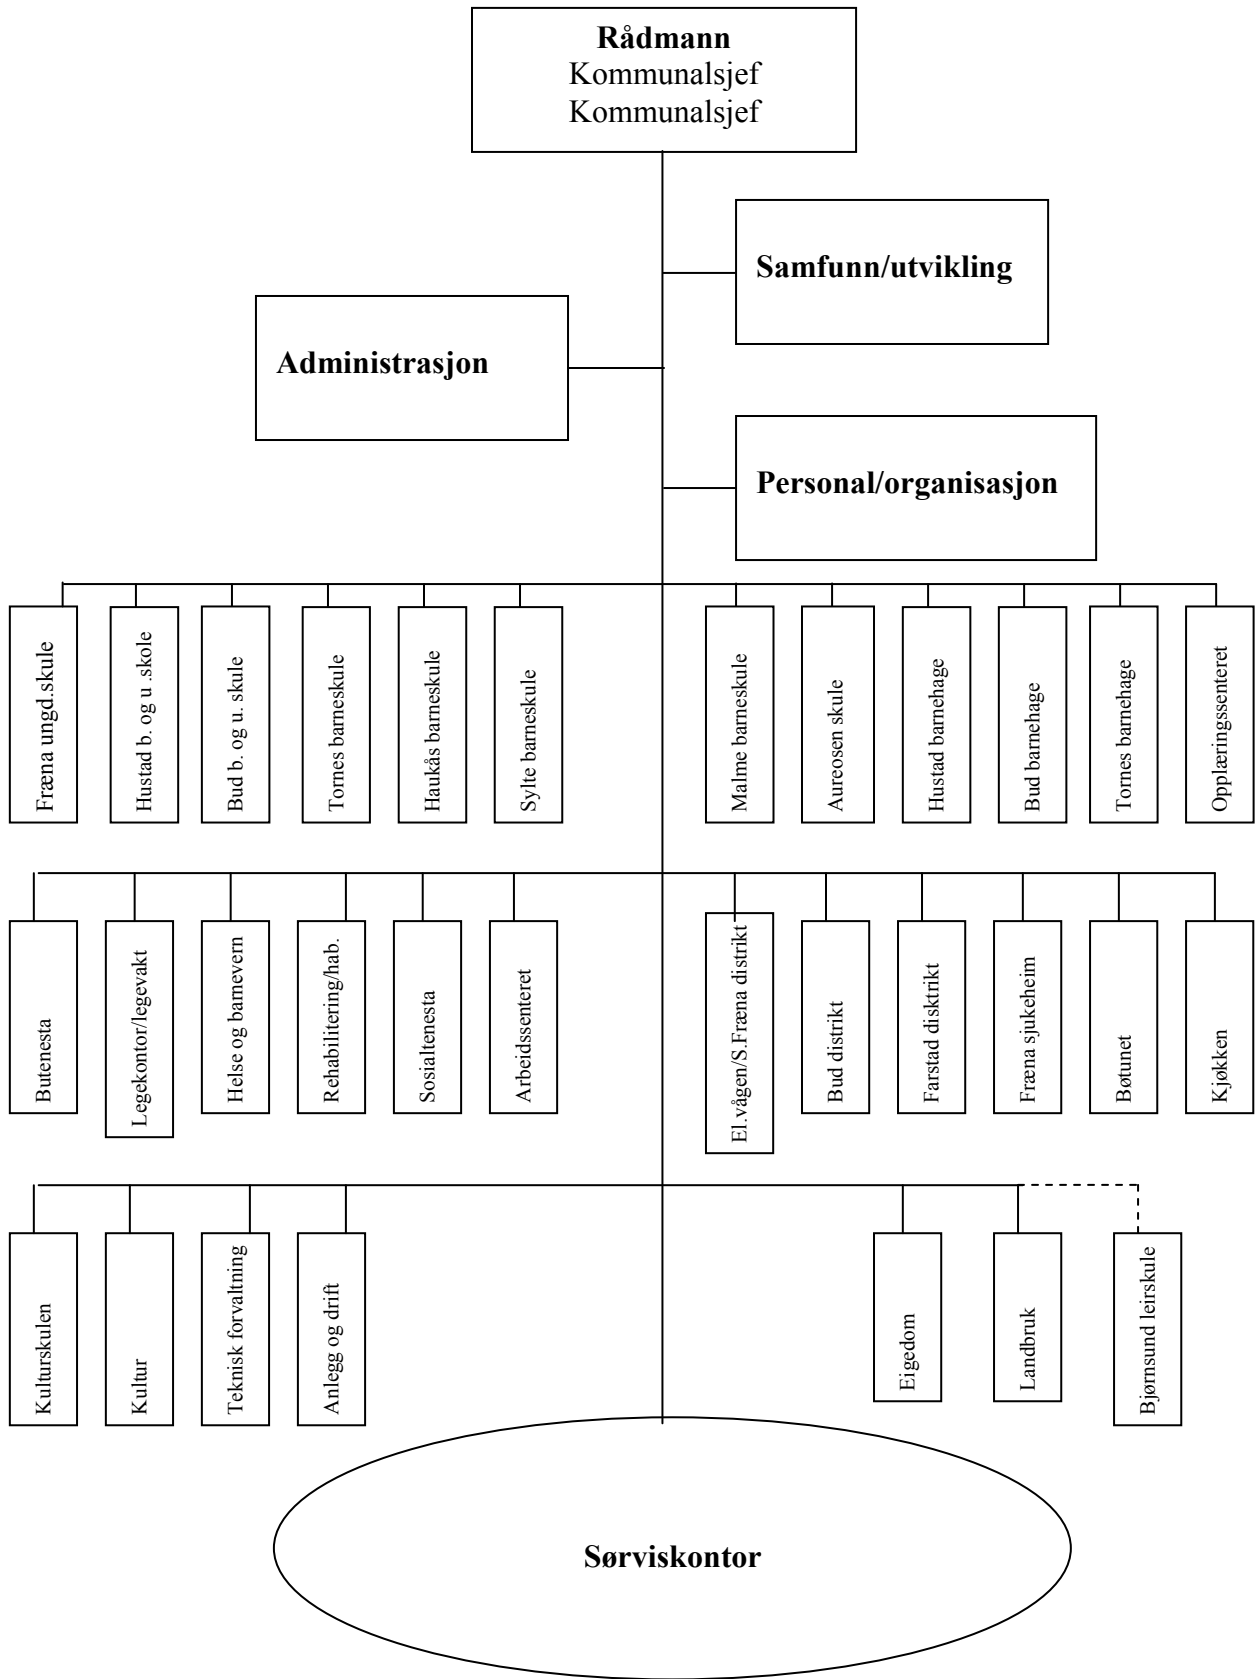 Rådmann
Kommunalsjef
Kommunalsjef
Samfunn/utvikling
Administrasjon
Personal/organisasjon
Fræna ungd.skule
Hustad b. og u .skole
Bud b. og u. skule
Tornes barneskule
Haukås barneskule
Sylte barneskule
Malme barneskule
Aureosen skule
Hustad barnehage
Bud barnehage
Tornes barnehage
Opplæringssenteret
Butenesta
Legekontor/legevakt
Helse og barnevern
Rehabilitering/hab.
Sosialtenesta
Arbeidssenteret
El.vågen/S.Fræna distrikt
Bud distrikt
Farstad disktrikt
Fræna sjukeheim
Bøtunet
Kjøkken
Kulturskulen
Kultur
Teknisk forvaltning
Anlegg og drift
Eigedom
Landbruk
Bjørnsund leirskule
Sørviskontor